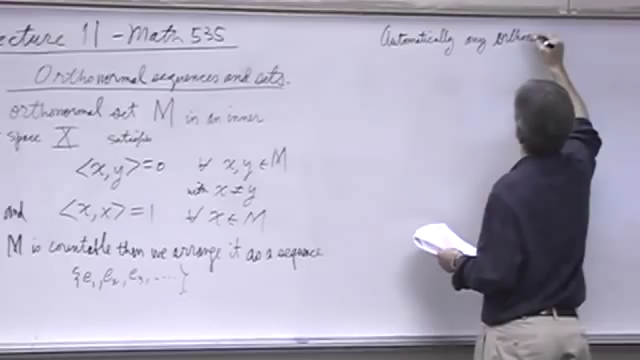 ecture 11 - Math 535
Orthonormal sequences and sets.
orthonormal set M in an inner
space X satisfies
<x,y> = 0 ∀ x,y ∈ M
with x ≠ y
and <x,x> = 1 ∀ x ∈ M
M is countable then we arrange it as a sequence
{e₁, e₂, e₃, ....}
Automatically any orthono